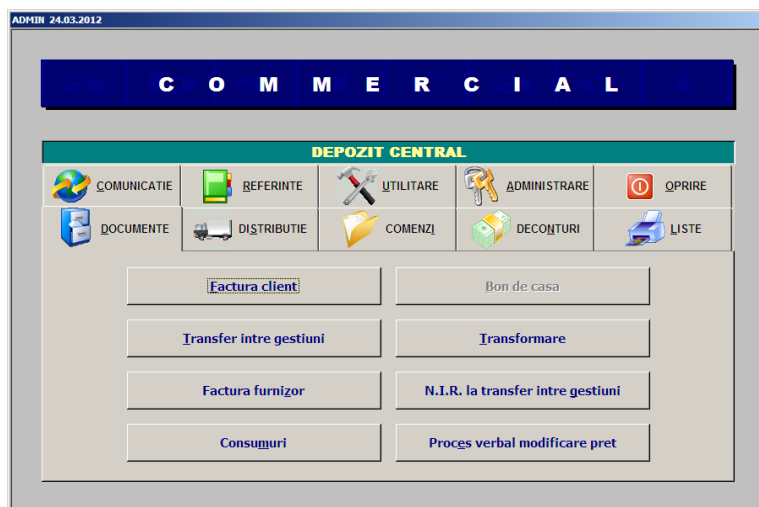 ADMIN 24.03.2012
COMMERCIAL
DEPOZIT CENTRAL
COMUNICATIE REFERINTE UTILITARE ADMINISTRARE OPRIRE
DOCUMENTE DISTRIBUTIE COMENZI DECONTURI LISTE
Factura client Bon de casa
Transfer intre gestiuni Transformare
Factura furnizor N.I.R. la transfer intre gestiuni
Consumuri Proces verbal modificare pret